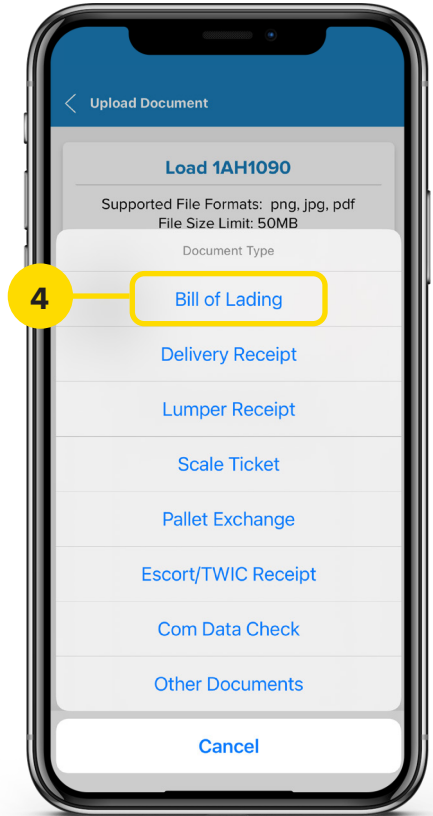 Upload Document
Load 1AH1090
Supported File Formats: png, jpg, pdf
File Size Limit: 50MB
Document Type
4
Bill of Lading
Delivery Receipt
Lumper Receipt
Scale Ticket
Pallet Exchange
Escort/TWIC Receipt
Com Data Check
Other Documents
Cancel